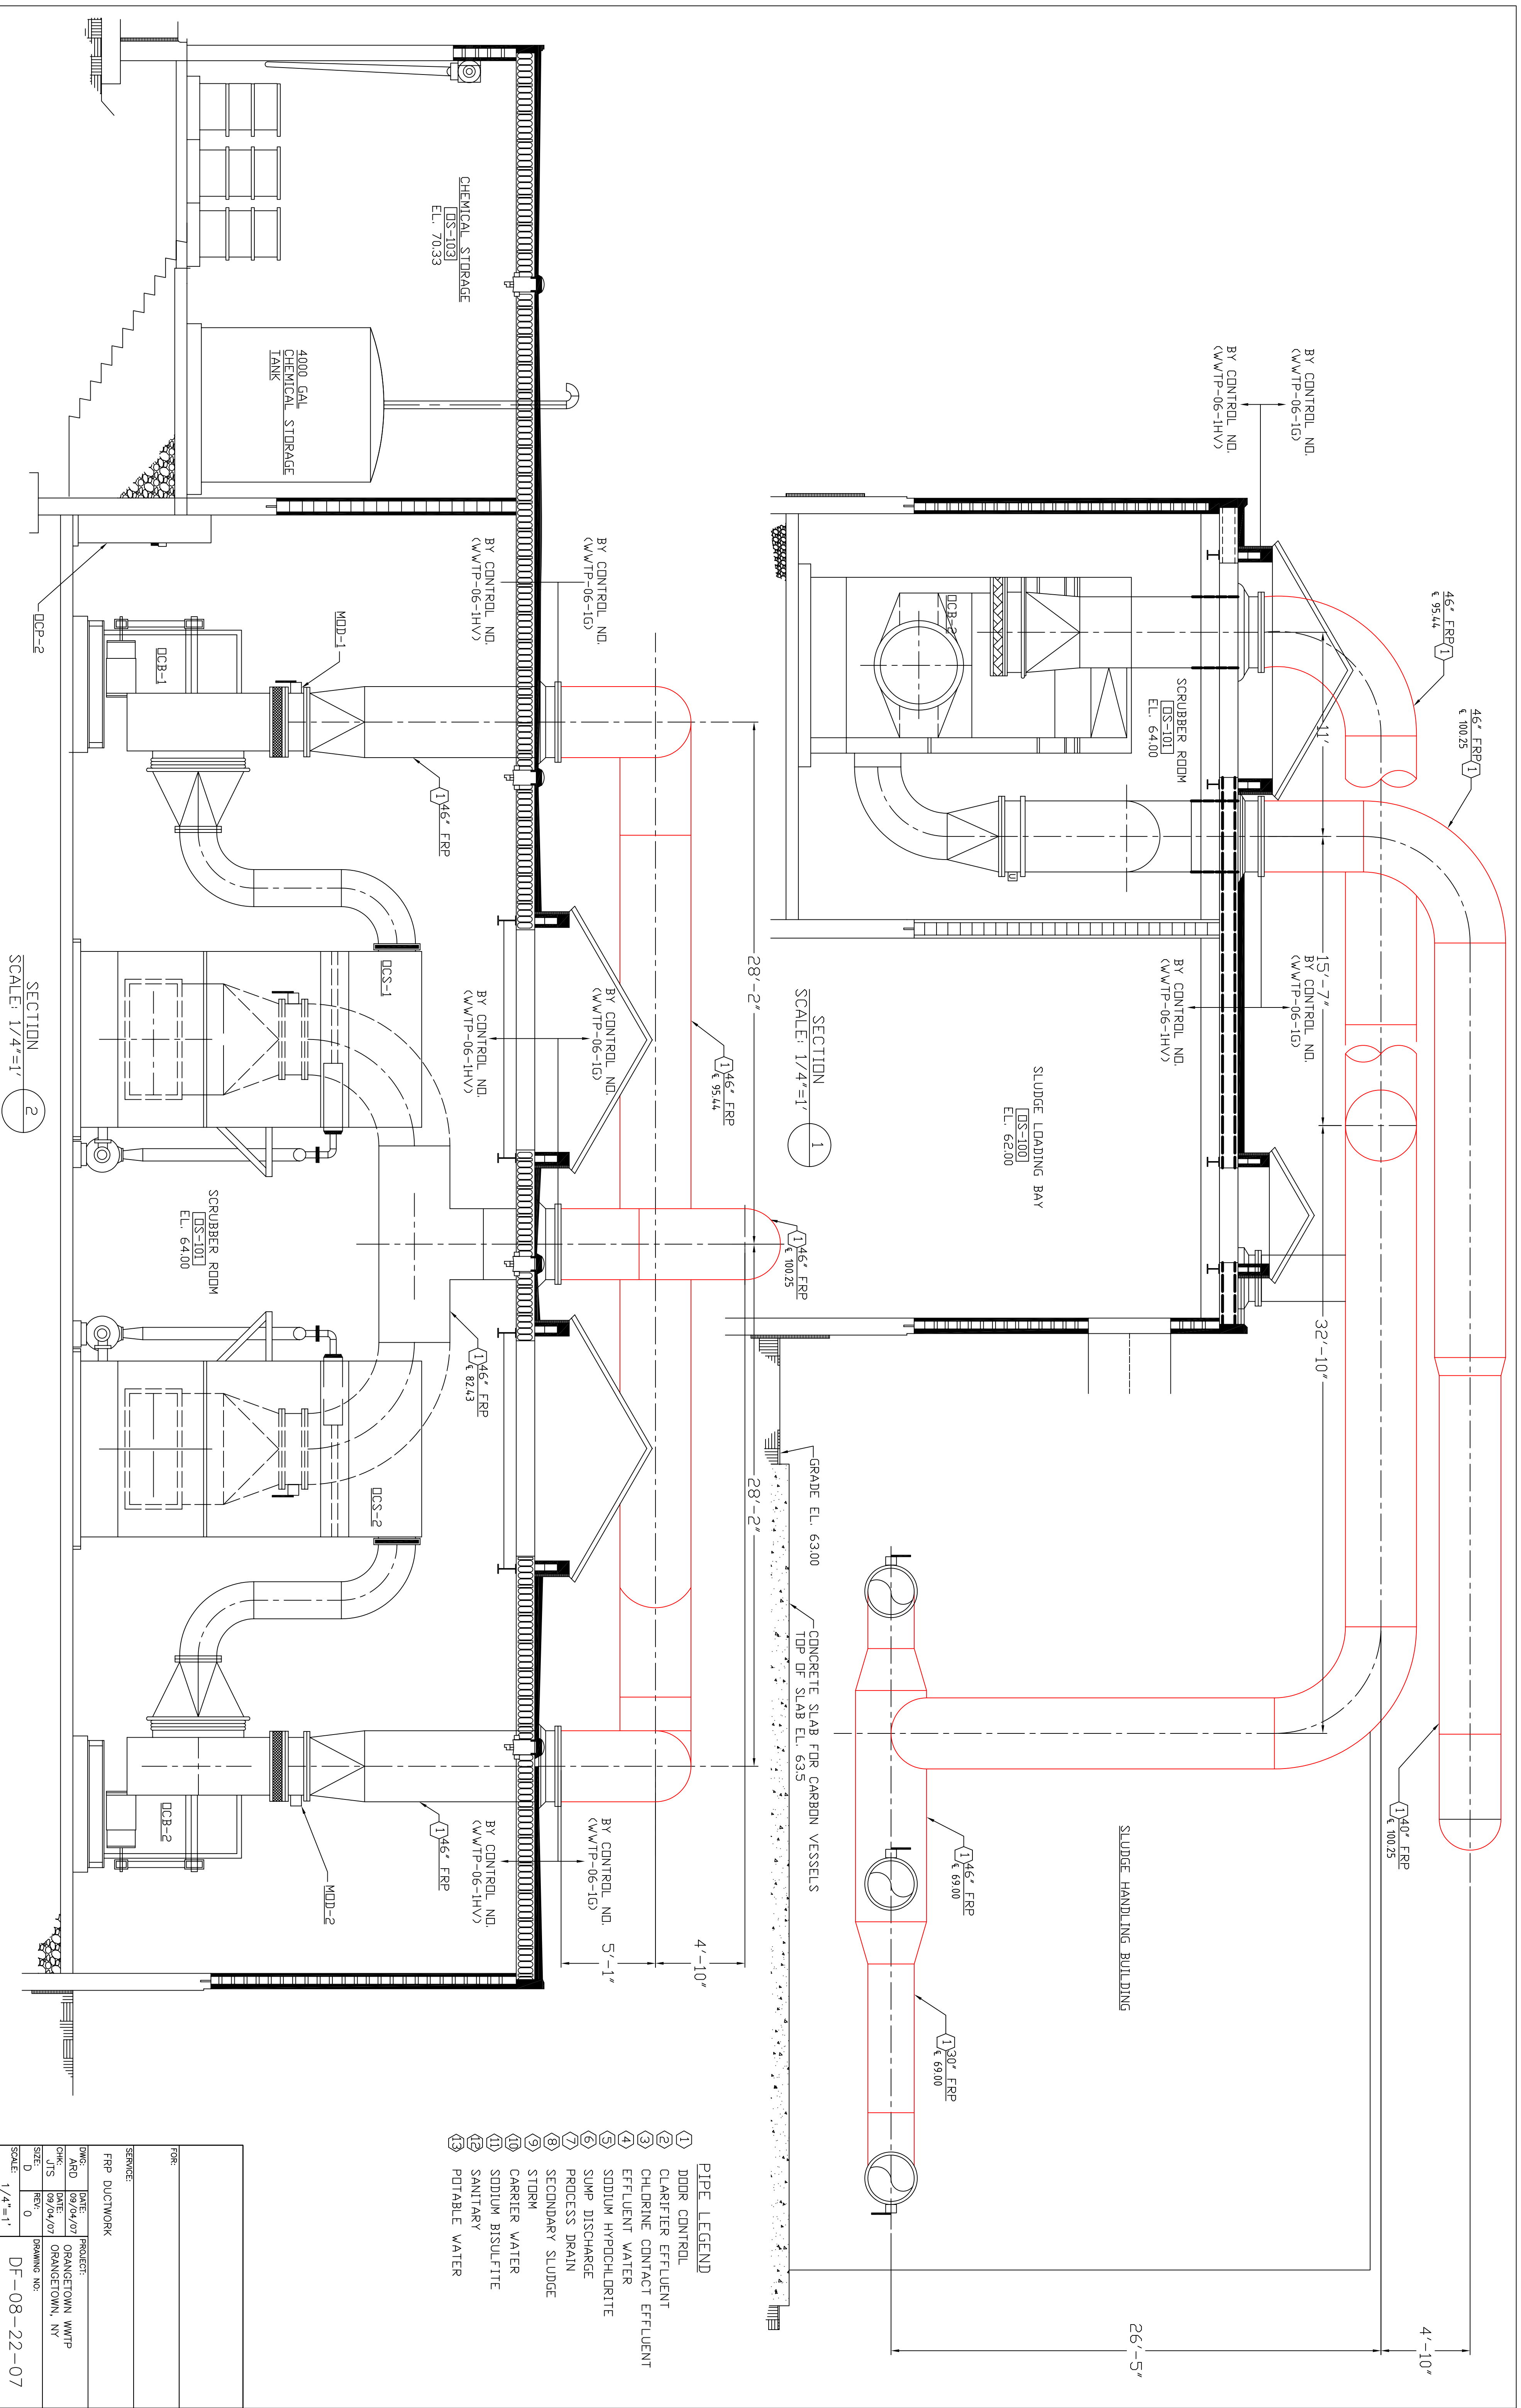 46" FRP
℄ 95.44
1
46" FRP
℄ 100.25
1
BY CONTROL NO.
(WWTP-06-1G)
BY CONTROL NO.
(WWTP-06-1HV)
11'
15'-7"
32'-10"
BY CONTROL NO.
(WWTP-06-1G)
BY CONTROL NO.
(WWTP-06-1HV)
OCB-2
SCRUBBER ROOM
OS-101
EL. 64.00
SLUDGE LOADING BAY
OS-100
EL. 62.00
1
40" FRP
℄ 100.25
SLUDGE HANDLING BUILDING
1
46" FRP
℄ 69.00
1
30" FRP
℄ 69.00
4'-10"
26'-5"
GRADE EL. 63.00
CONCRETE SLAB FOR CARBON VESSELS
TOP OF SLAB EL. 63.5
SECTION
SCALE: 1/4"=1'
1
28'-2"
28'-2"
1
46" FRP
℄ 95.44
1
46" FRP
℄ 100.25
4'-10"
5'-1"
BY CONTROL NO.
(WWTP-06-1G)
BY CONTROL NO.
(WWTP-06-1HV)
BY CONTROL NO.
(WWTP-06-1G)
BY CONTROL NO.
(WWTP-06-1HV)
BY CONTROL NO.
(WWTP-06-1G)
BY CONTROL NO.
(WWTP-06-1HV)
CHEMICAL STORAGE
OS-103
EL. 70.33
4000 GAL
CHEMICAL STORAGE
TANK
MOD-1
1
46" FRP
1
46" FRP
℄ 82.43
1
46" FRP
MOD-2
OCP-2
OCB-1
OCS-1
SCRUBBER ROOM
OS-101
EL. 64.00
OCS-2
OCB-2
SECTION
SCALE: 1/4"=1'
2
PIPE LEGEND
1 DOOR CONTROL
2 CLARIFIER EFFLUENT
3 CHLORINE CONTACT EFFLUENT
4 EFFLUENT WATER
5 SODIUM HYPOCHLORITE
6 SUMP DISCHARGE
7 PROCESS DRAIN
8 SECONDARY SLUDGE
9 STORM
10 CARRIER WATER
11 SODIUM BISULFITE
12 SANITARY
13 POTABLE WATER
FOR:
SERVICE:
FRP DUCTWORK
DWG: ARD
DATE: 09/04/07
PROJECT:
ORANGETOWN WWTP
ORANGETOWN, NY
CHK: JTS
DATE: 09/04/07
SIZE: D
REV: 0
DRAWING NO:
DF-08-22-07
SCALE: 1/4"=1'